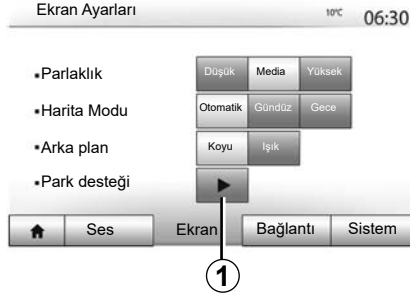 Ekran Ayarları 10°C 06:30
▪Parlaklık Düşük Media Yüksek
▪Harita Modu Otomatik Gündüz Gece
▪Arka plan Koyu Işık
▪Park desteği
Ses Ekran Bağlantı Sistem
1